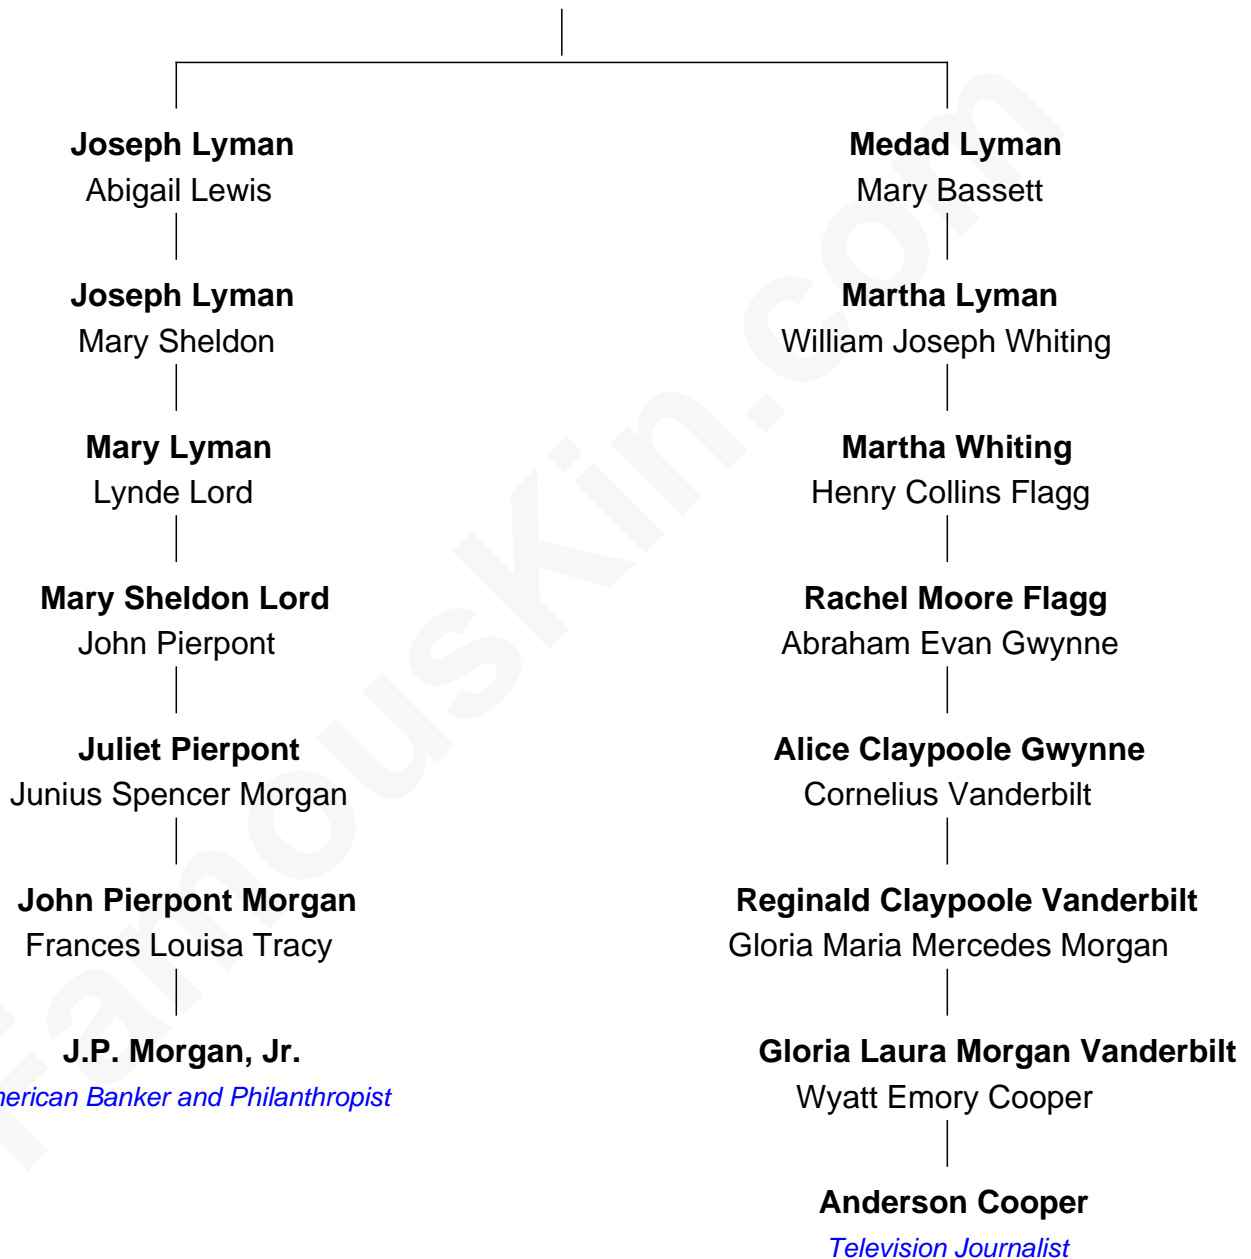 Joseph Lyman
Abigail Lewis
Medad Lyman
Mary Bassett
Joseph Lyman
Mary Sheldon
Martha Lyman
William Joseph Whiting
Mary Lyman
Lynde Lord
Martha Whiting
Henry Collins Flagg
Mary Sheldon Lord
John Pierpont
Rachel Moore Flagg
Abraham Evan Gwynne
Juliet Pierpont
Junius Spencer Morgan
Alice Claypoole Gwynne
Cornelius Vanderbilt
John Pierpont Morgan
Frances Louisa Tracy
Reginald Claypoole Vanderbilt
Gloria Maria Mercedes Morgan
J.P. Morgan, Jr.
merican Banker and Philanthropist
Gloria Laura Morgan Vanderbilt
Wyatt Emory Cooper
Anderson Cooper
Television Journalist
FamousKin.com